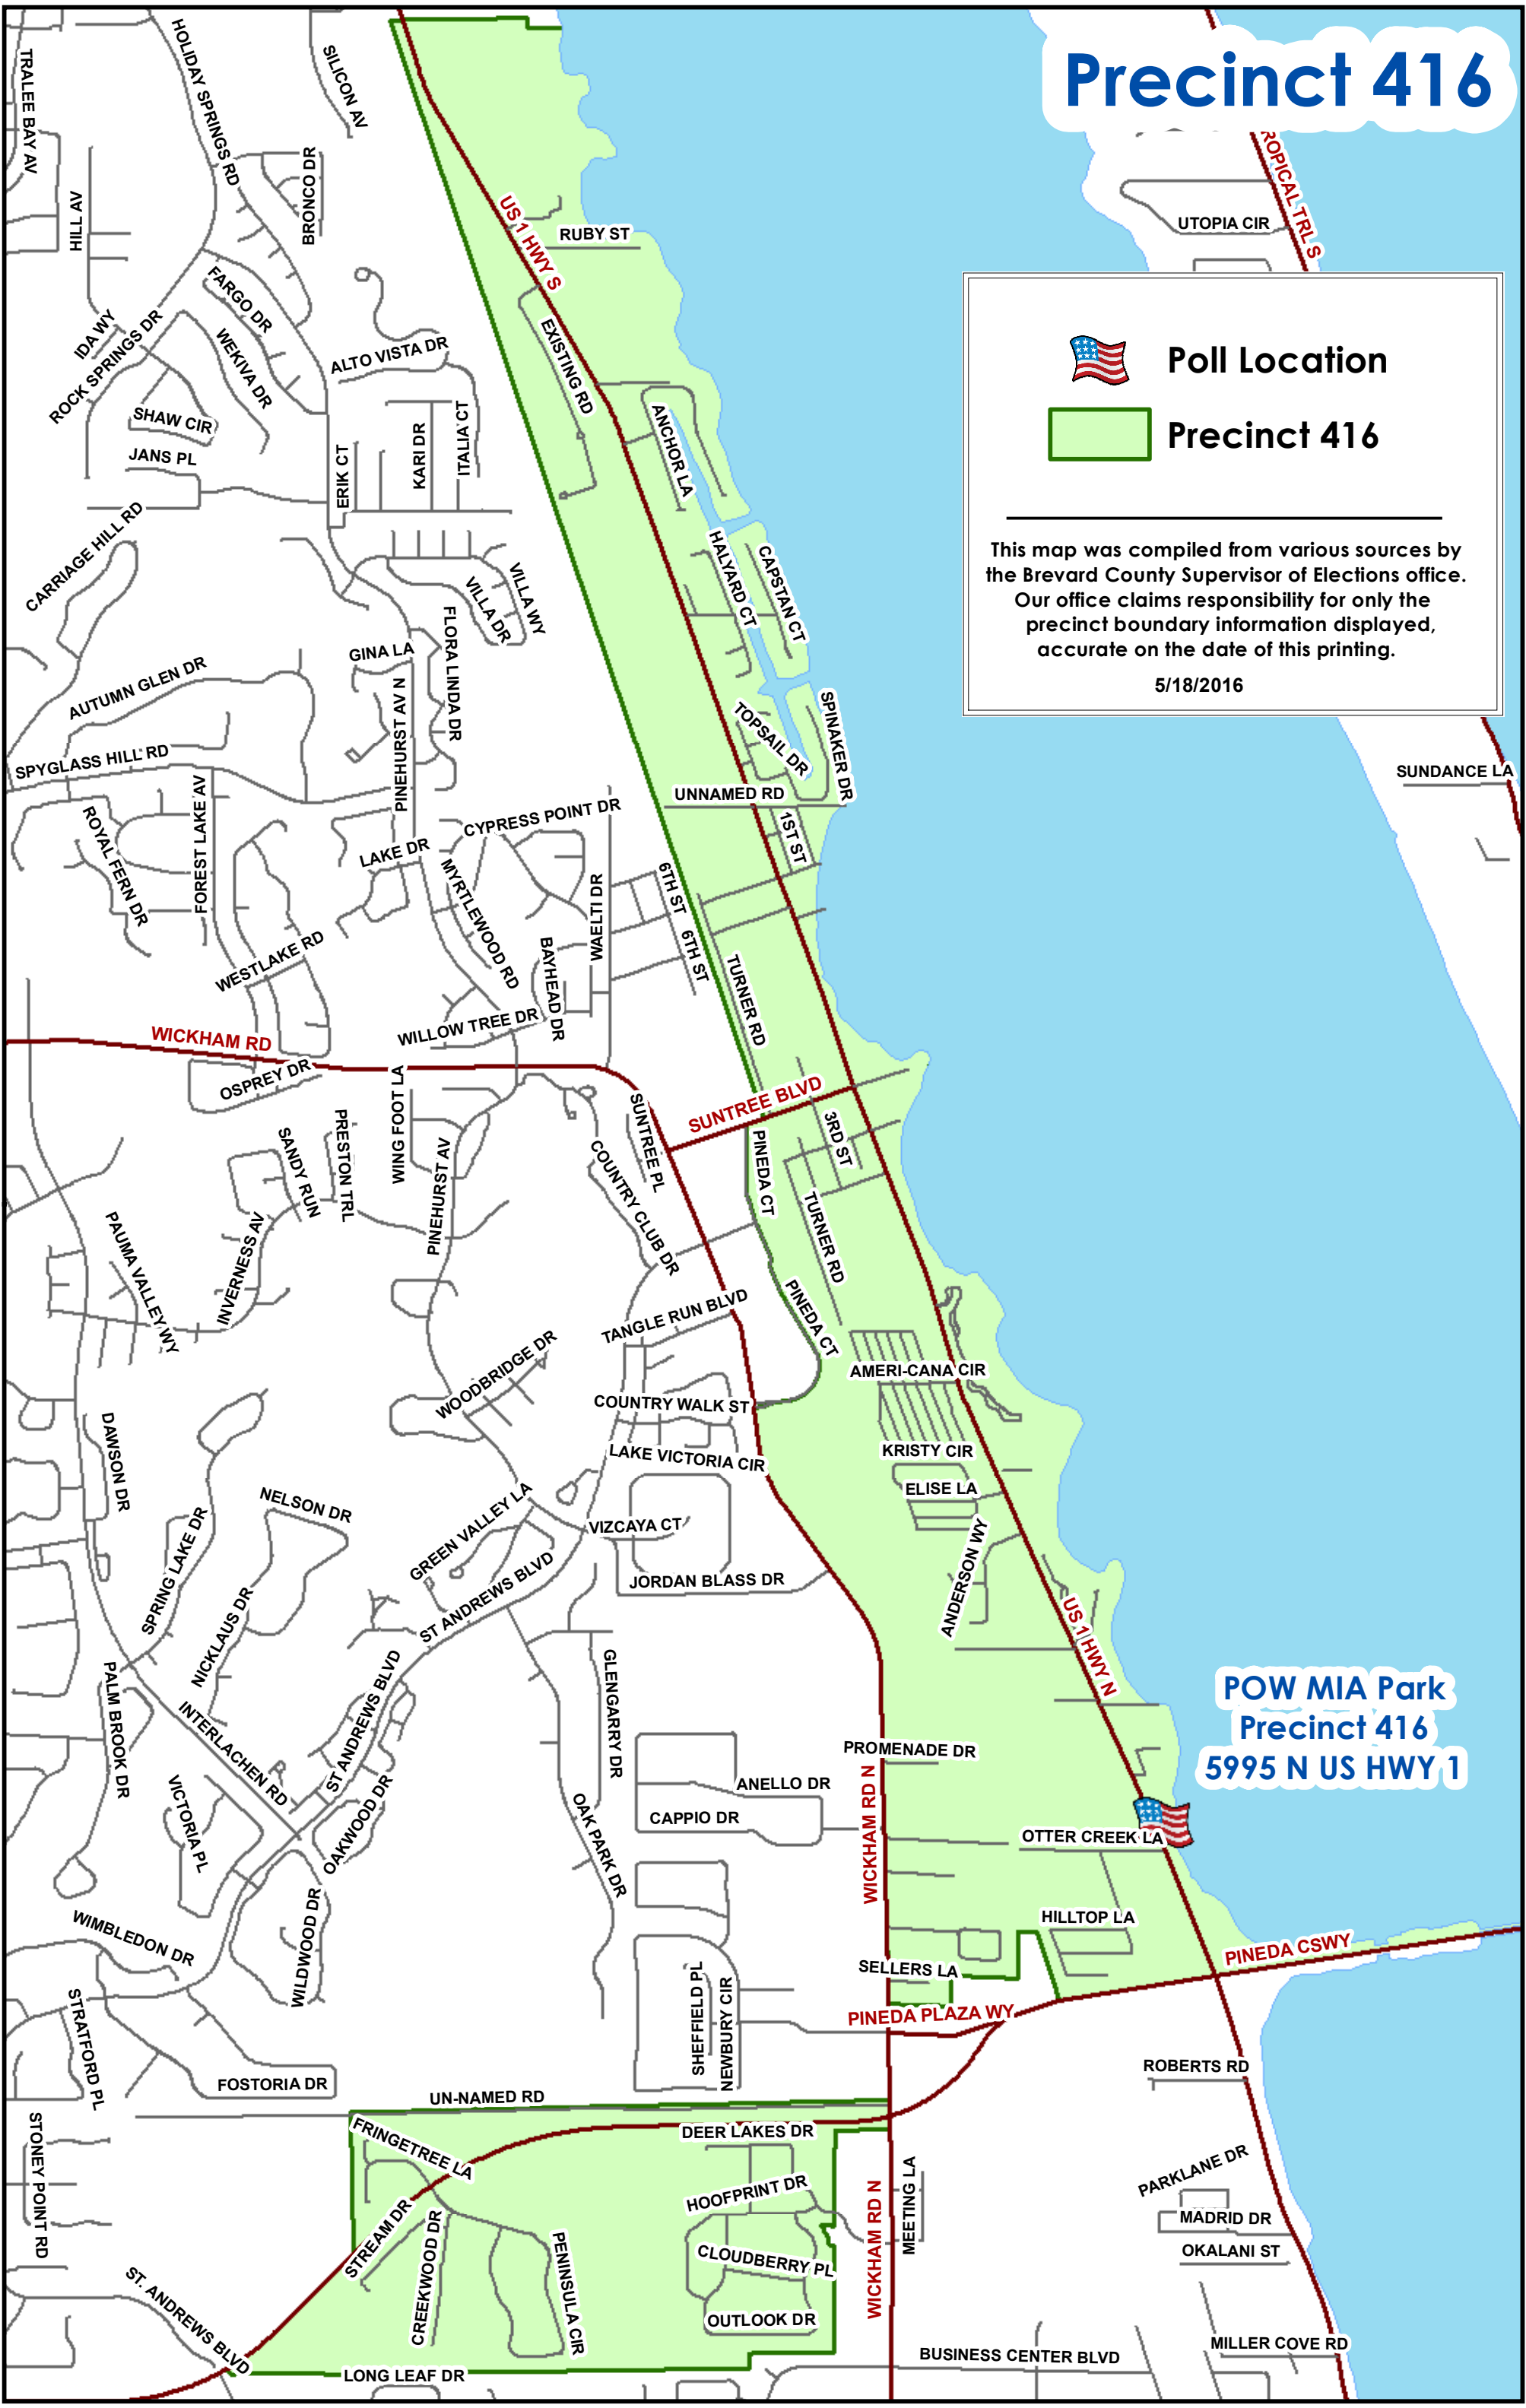 Precinct 416
TRALEE BAY AV
HOLIDAY SPRINGS RD
SILICON AV
HILL AV
BRONCO DR
US 1 HWY S
RUBY ST
ROPICAL TRL S
UTOPIA CIR
Poll Location
Precinct 416
This map was compiled from various sources by
the Brevard County Supervisor of Elections office.
Our office claims responsibility for only the
precinct boundary information displayed,
accurate on the date of this printing.
5/18/2016
FARGO DR
IDA WY
ROCK SPRINGS DR
WEKIVA DR
ALTO VISTA DR
EXISTING RD
SHAW CIR
JANS PL
ERIK CT
KARI DR
ITALIA CT
ANCHOR LA
CARRIAGE HILL RD
HALYARD CT
CAPSTAN CT
VILLA DR
VILLA WY
GINA LA
FLORA LINDA DR
AUTUMN GLEN DR
PINEHURST AV N
TOPSAIL DR
SPINAKER DR
SPYGLASS HILL RD
SUNDANCE LA
UNNAMED RD
ROYAL FERN DR
FOREST LAKE AV
CYPRESS POINT DR
1ST ST
LAKE DR
MYRTLEWOOD RD
WAELTI DR
6TH ST
6TH ST
WESTLAKE RD
BAYHEAD DR
TURNER RD
WILLOW TREE DR
WICKHAM RD
OSPREY DR
WING FOOT LA
SUNTREE BLVD
SUNTREE PL
PRESTON TRL
SANDY RUN
PINEHURST AV
COUNTRY CLUB DR
PINEDA CT
3RD ST
TURNER RD
PAUMA VALLEY WY
INVERNESS AV
PINEDA CT
TANGLE RUN BLVD
WOODBRIDGE DR
AMERI-CANA CIR
COUNTRY WALK ST
DAWSON DR
LAKE VICTORIA CIR
KRISTY CIR
ELISE LA
NELSON DR
GREEN VALLEY LA
VIZCAYA CT
ANDERSON WY
SPRING LAKE DR
ST ANDREWS BLVD
JORDAN BLASS DR
NICKLAUS DR
US 1 HWY N
PALM BROOK DR
GLENGARRY DR
ST ANDREWS BLVD
POW MIA Park
Precinct 416
5995 N US HWY 1
INTERLACHEN RD
PROMENADE DR
ANELLO DR
CAPPIO DR
WICKHAM RD N
VICTORIA PL
OAKWOOD DR
OAK PARK DR
OTTER CREEK LA
HILLTOP LA
WIMBLEDON DR
WILDWOOD DR
PINEDA CSWY
SELLERS LA
SHEFFIELD PL
NEWBURY CIR
PINEDA PLAZA WY
STRATFORD PL
FOSTORIA DR
ROBERTS RD
UN-NAMED RD
FRINGETREE LA
DEER LAKES DR
STONEY POINT RD
HOOFPRINT DR
WICKHAM RD N
MEETING LA
PARKLANE DR
STREAM DR
CREEKWOOD DR
PENINSULA CIR
CLOUDBERRY PL
MADRID DR
OKALANI ST
ST. ANDREWS BLVD
OUTLOOK DR
LONG LEAF DR
BUSINESS CENTER BLVD
MILLER COVE RD